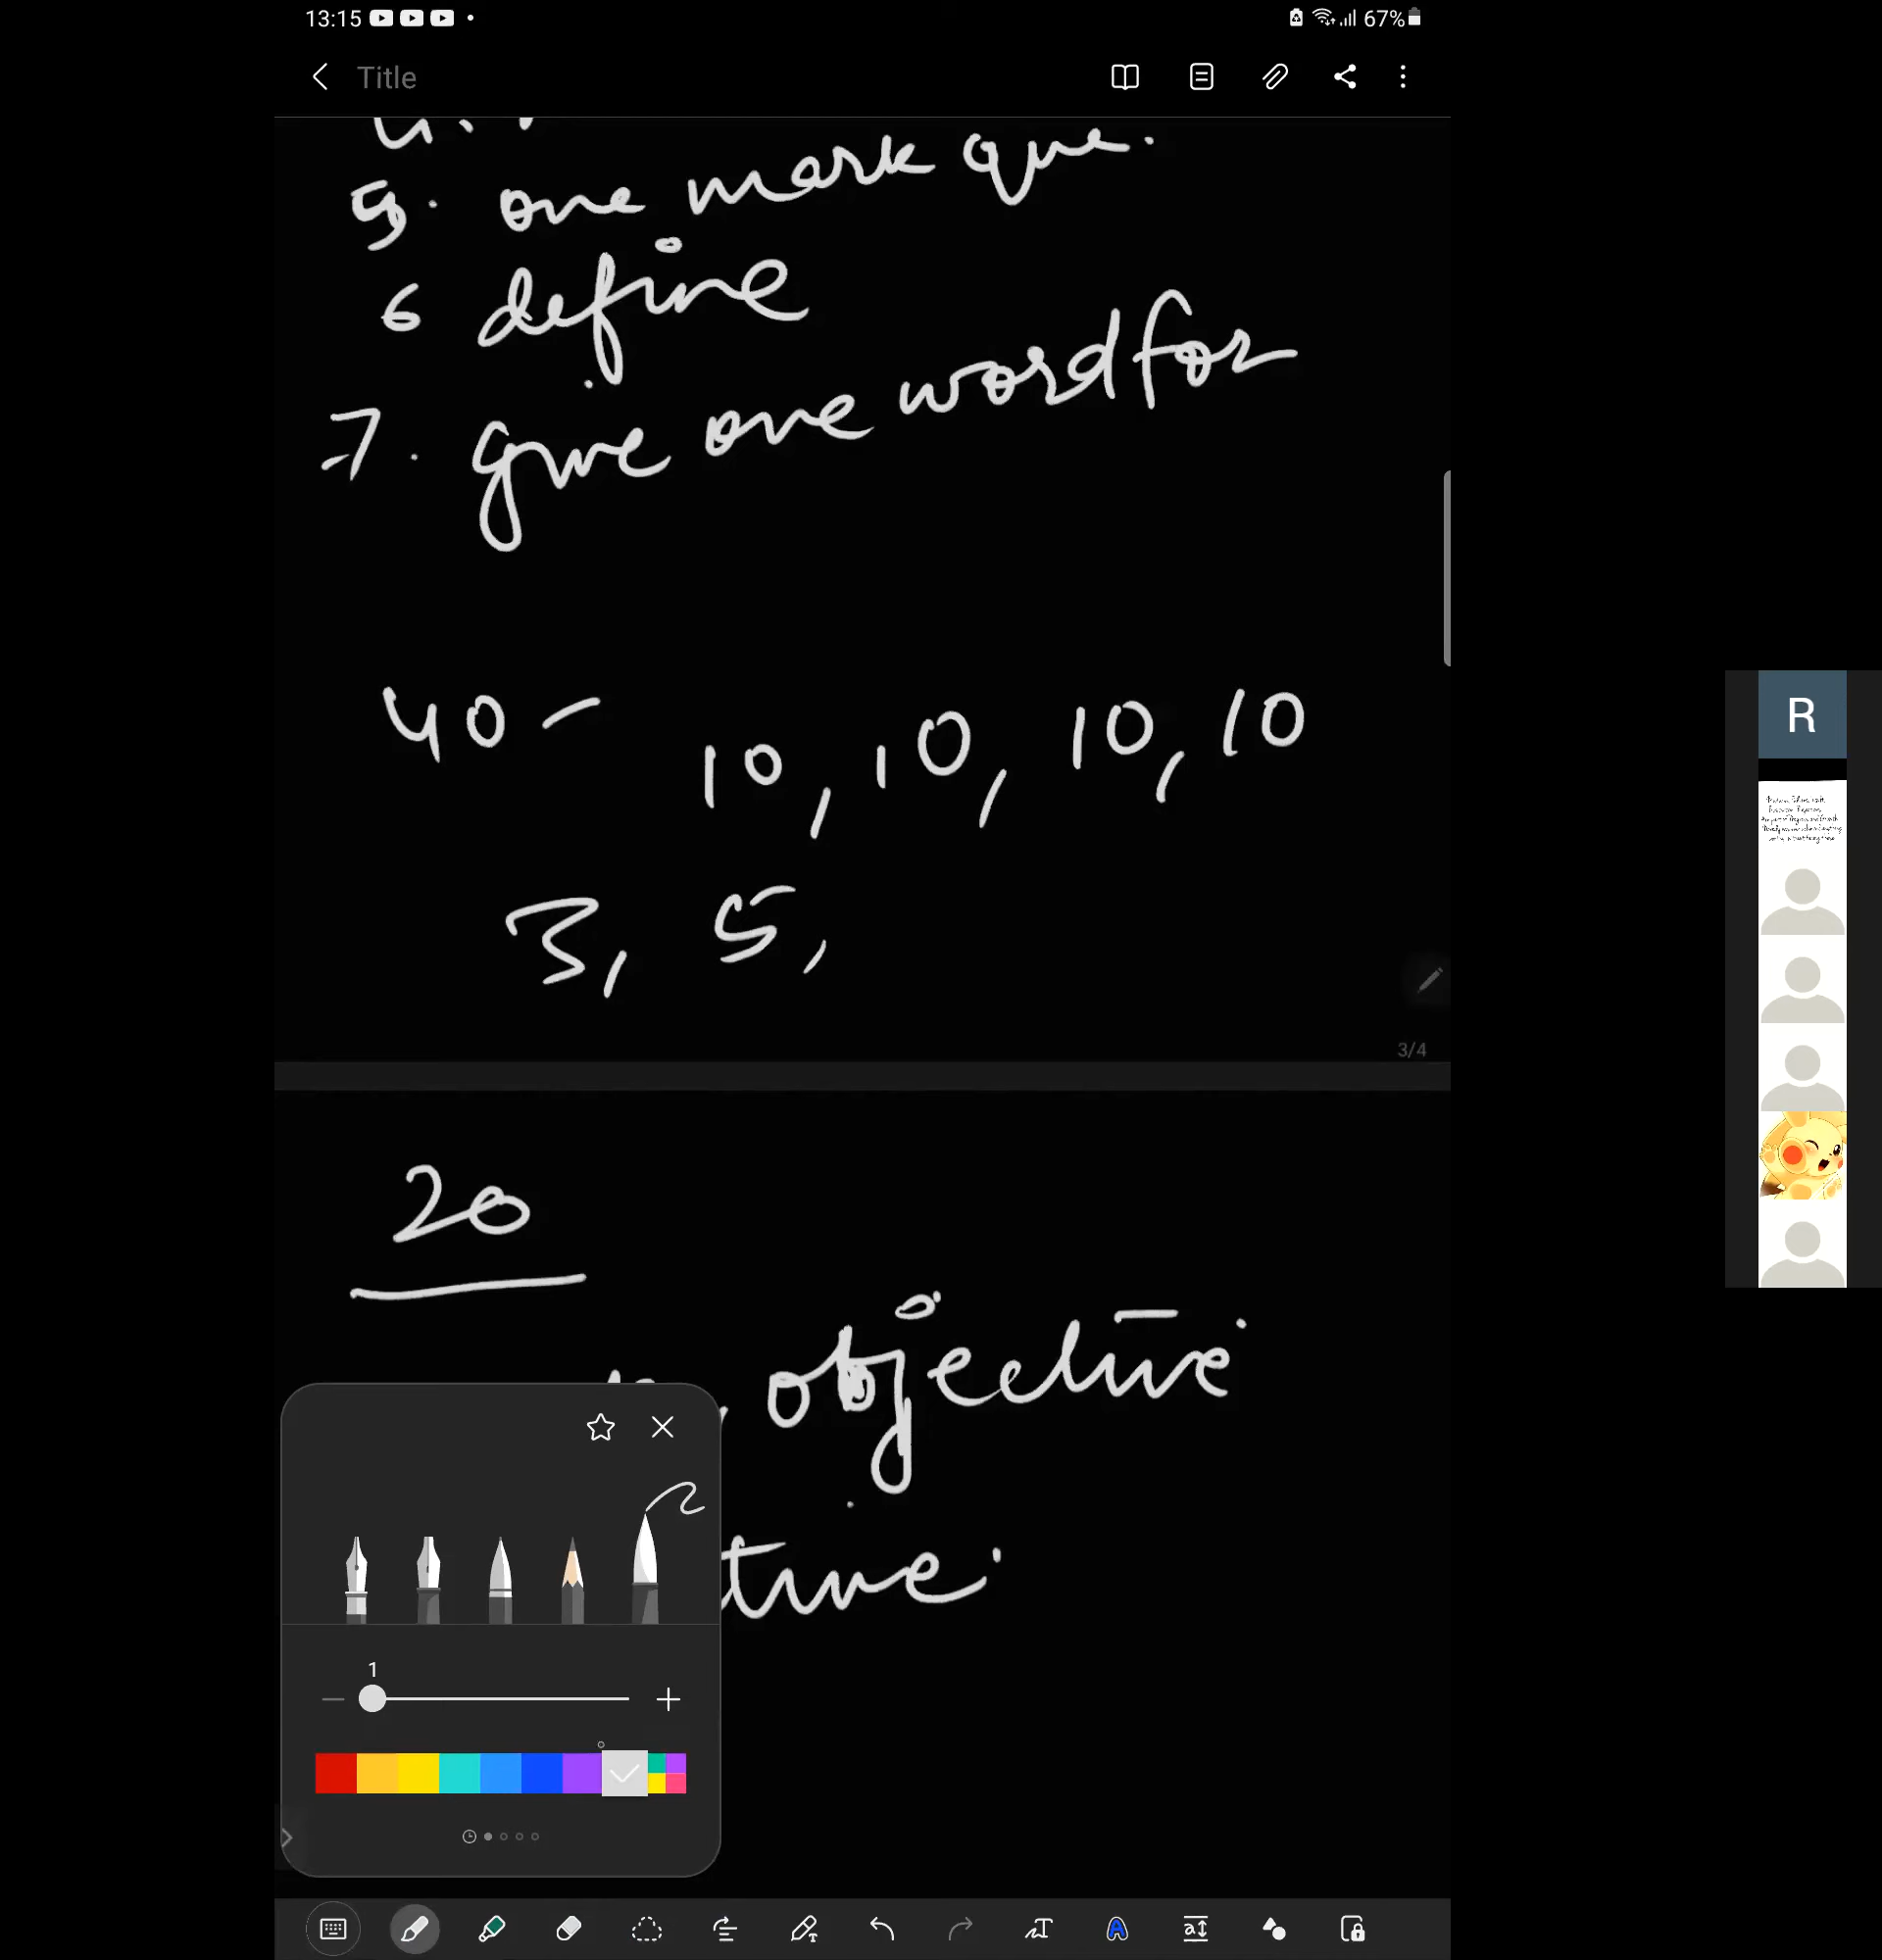 13:15
67%
Title
5. one mark que.
6 define
7. give one word for
40 - 10, 10, 10, 10
3, 5,
3/4
R
20
objective
tive
1